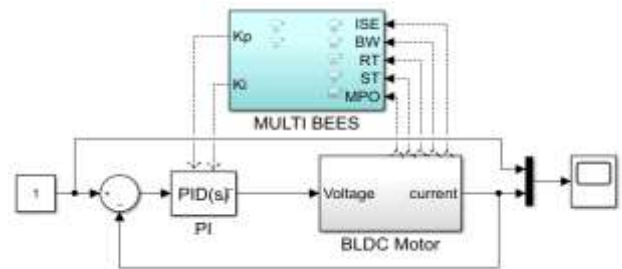 ISE
Kp
BW
RT
Ki
ST
MPO
MULTI BEES
1
PID(s)
Voltage
current
PI
BLDC Motor